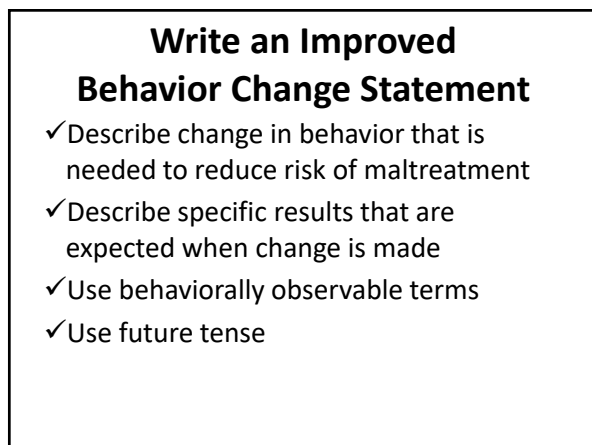 Write an Improved
Behavior Change Statement
✓Describe change in behavior that is
needed to reduce risk of maltreatment
✓Describe specific results that are
expected when change is made
✓Use behaviorally observable terms
✓Use future tense